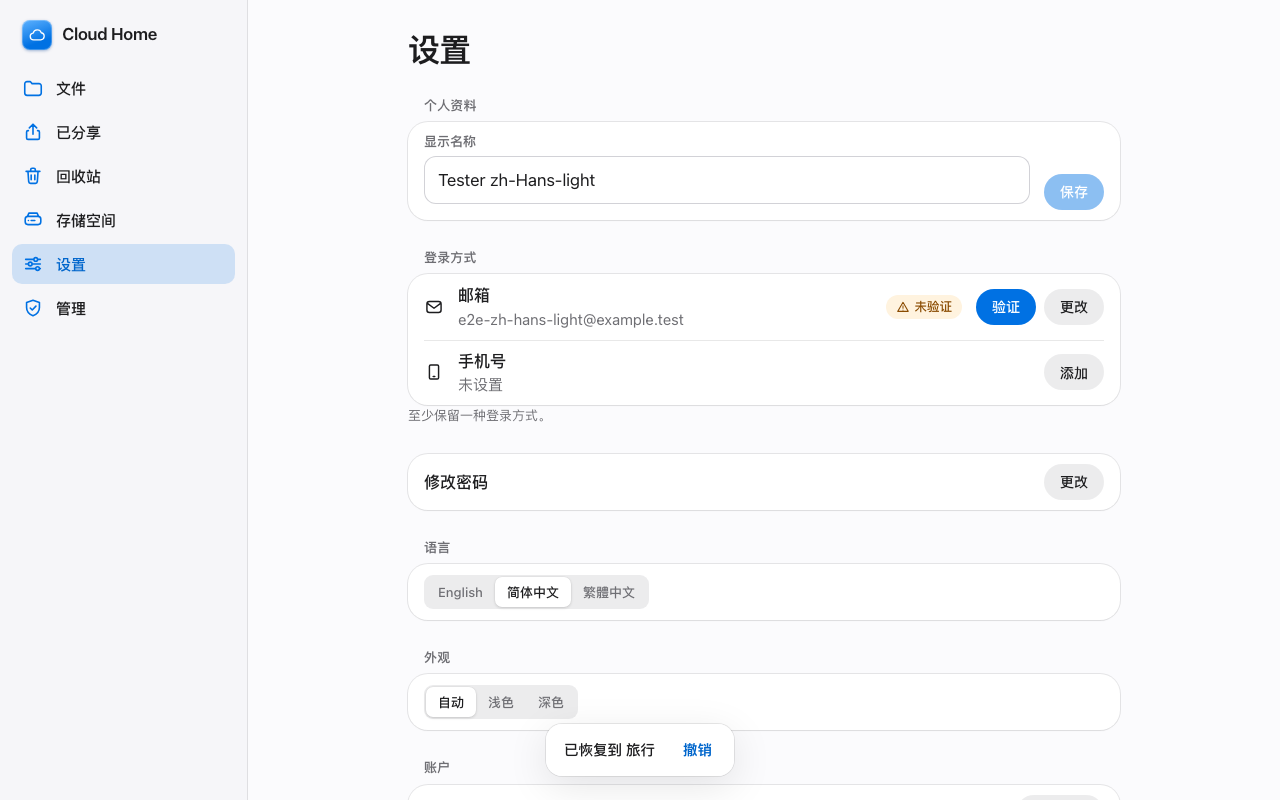 Cloud Home
文件
已分享
回收站
存储空间
设置
管理
设置
个人资料
显示名称
Tester zh-Hans-light
保存
登录方式
邮箱
e2e-zh-hans-light@example.test
未验证
验证
更改
手机号
未设置
添加
至少保留一种登录方式。
修改密码
更改
语言
English 简体中文 繁體中文
外观
自动 浅色 深色
已恢复到 旅行 撤销
账户